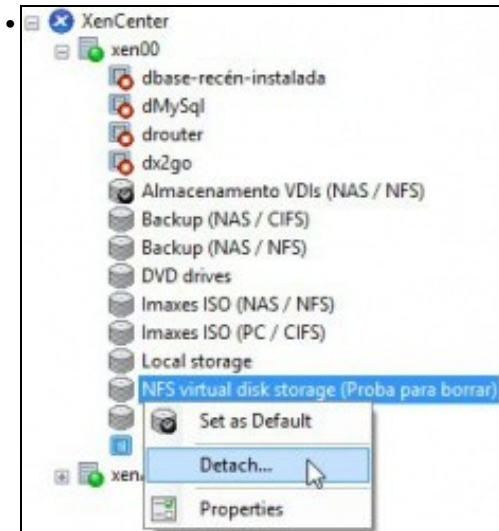 XenCenter
xen00
dbase-recén-instalada
dMySql
drouter
dx2go
Almacenamento VDIs (NAS / NFS)
Backup (NAS / CIFS)
Backup (NAS / NFS)
DVD drives
Imaxes ISO (NAS / NFS)
Imaxes ISO (PC / CIFS)
Local storage
NFS virtual disk storage (Proba para borrar)
Set as Default
Detach...
Properties